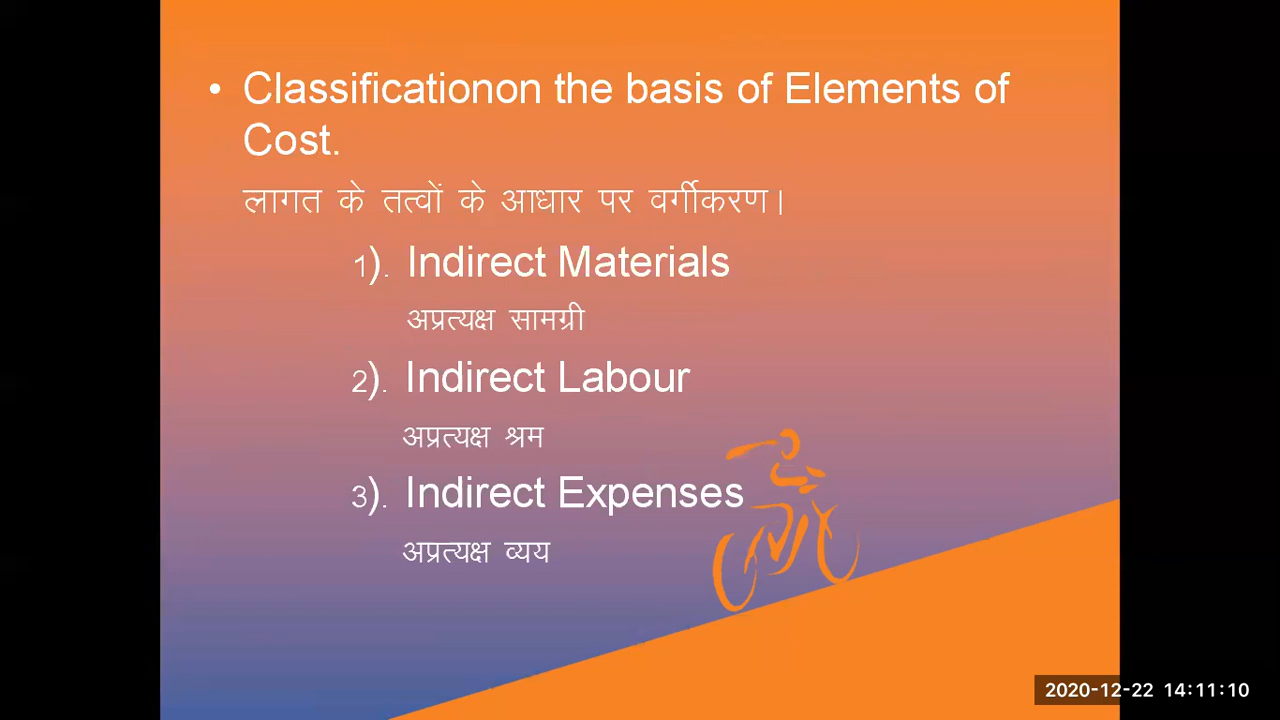 • Classificationon the basis of Elements of
Cost.
लागत के तत्वों के आधार पर वर्गीकरण।
1). Indirect Materials
अप्रत्यक्ष सामग्री
2). Indirect Labour
अप्रत्यक्ष श्रम
3). Indirect Expenses
अप्रत्यक्ष व्यय
2020-12-22 14:11:10